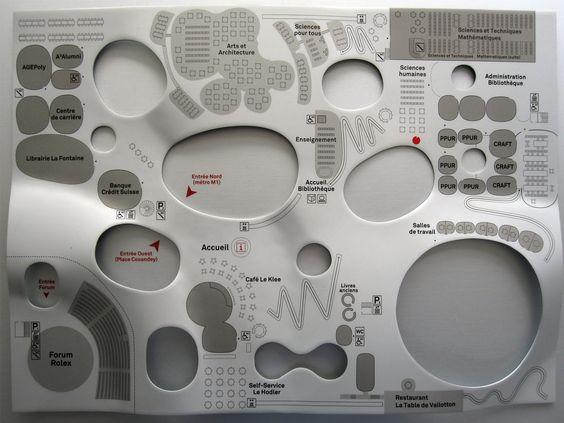 Sciences
pour tous
Arts et
Architecture
Sciences et Techniques
Mathématiques
Sciences et Techniques
Mathématiques (suite)
AGEPoly
A³Alumni
Sciences
humaines
Administration
Bibliothèque
Centre
de carrière
Enseignement
PPUR
PPUR
CRAFT
PPUR
CRAFT
PPUR
PPUR
CRAFT
Librairie La Fontaine
Accueil
Bibliothèque
Banque
Crédit Suisse
Entrée Nord
(métro M1)
Salles
de travail
Entrée Ouest
(Place Cosandey)
Accueil
i
Entrée
Forum
Café Le Klee
Livres
anciens
P
P
P
WC
Forum
Rolex
Self-Service
Le Hodler
Restaurant
La Table de Vallotton